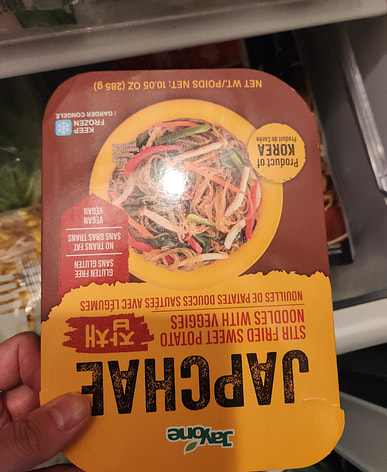 Jayone
JAPCHAE
STIR FRIED SWEET POTATO
NOODLES WITH VEGGIES
잡채
NOUILLES DE PATATES DOUCES SAUTÉES AVEC LÉGUMES
GLUTEN FREE
SANS GLUTEN
NO TRANS FAT
SANS GRAS TRANS
VEGAN
VEGAN
Product of
KOREA
Produit de Corée
KEEP
FROZEN
/ GARDER CONGELÉ
NET WT./POIDS NET: 10.05 OZ (285 g)